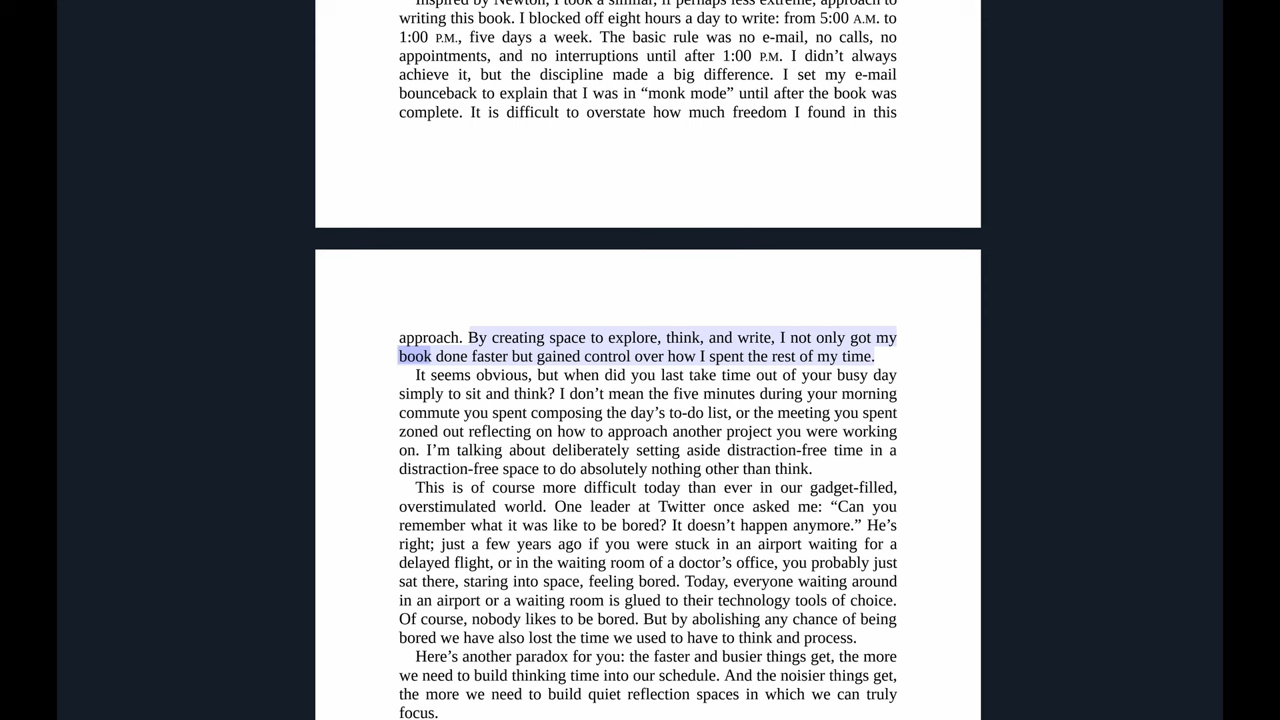 Inspired by Newton, I took a similar, if perhaps less extreme, approach to
writing this book. I blocked off eight hours a day to write: from 5:00 A.M. to
1:00 P.M., five days a week. The basic rule was no e-mail, no calls, no
appointments, and no interruptions until after 1:00 P.M. I didn’t always
achieve it, but the discipline made a big difference. I set my e-mail
bounceback to explain that I was in “monk mode” until after the book was
complete. It is difficult to overstate how much freedom I found in this
approach. By creating space to explore, think, and write, I not only got my
book done faster but gained control over how I spent the rest of my time.
It seems obvious, but when did you last take time out of your busy day
simply to sit and think? I don’t mean the five minutes during your morning
commute you spent composing the day’s to-do list, or the meeting you spent
zoned out reflecting on how to approach another project you were working
on. I’m talking about deliberately setting aside distraction-free time in a
distraction-free space to do absolutely nothing other than think.
This is of course more difficult today than ever in our gadget-filled,
overstimulated world. One leader at Twitter once asked me: “Can you
remember what it was like to be bored? It doesn’t happen anymore.” He’s
right; just a few years ago if you were stuck in an airport waiting for a
delayed flight, or in the waiting room of a doctor’s office, you probably just
sat there, staring into space, feeling bored. Today, everyone waiting around
in an airport or a waiting room is glued to their technology tools of choice.
Of course, nobody likes to be bored. But by abolishing any chance of being
bored we have also lost the time we used to have to think and process.
Here’s another paradox for you: the faster and busier things get, the more
we need to build thinking time into our schedule. And the noisier things get,
the more we need to build quiet reflection spaces in which we can truly
focus.